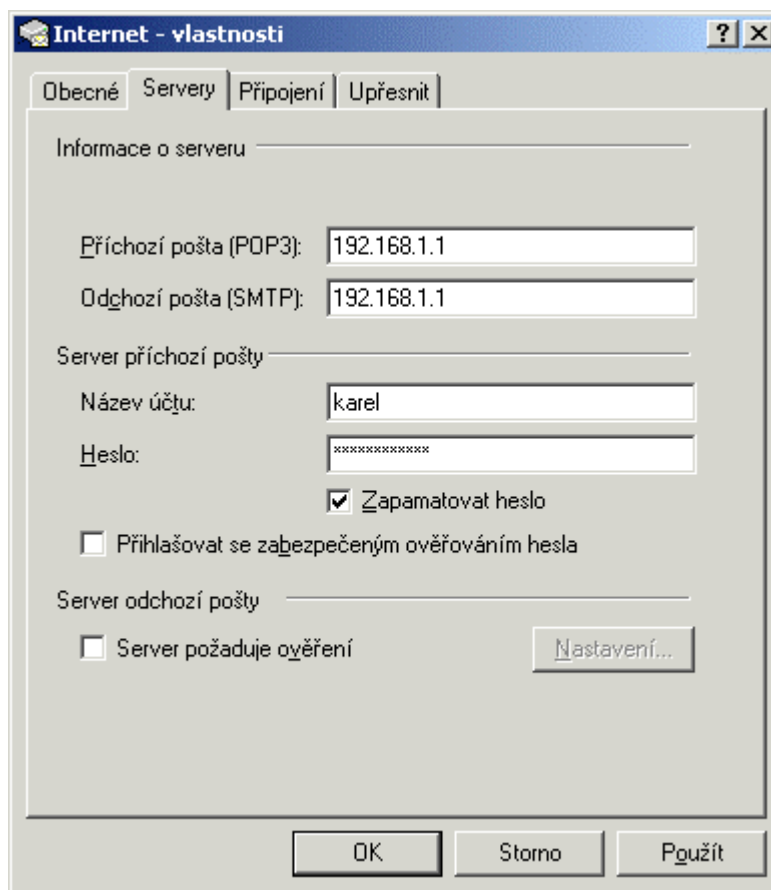 Internet - vlastnosti
Obecné Servery Připojení Upřesnit
Informace o serveru
Příchozí pošta (POP3): 192.168.1.1
Odchozí pošta (SMTP): 192.168.1.1
Server příchozí pošty
Název účtu: karel
Heslo: ************
Zapamatovat heslo
Přihlašovat se zabezpečeným ověřováním hesla
Server odchozí pošty
Server požaduje ověření Nastavení...
OK Storno Použít